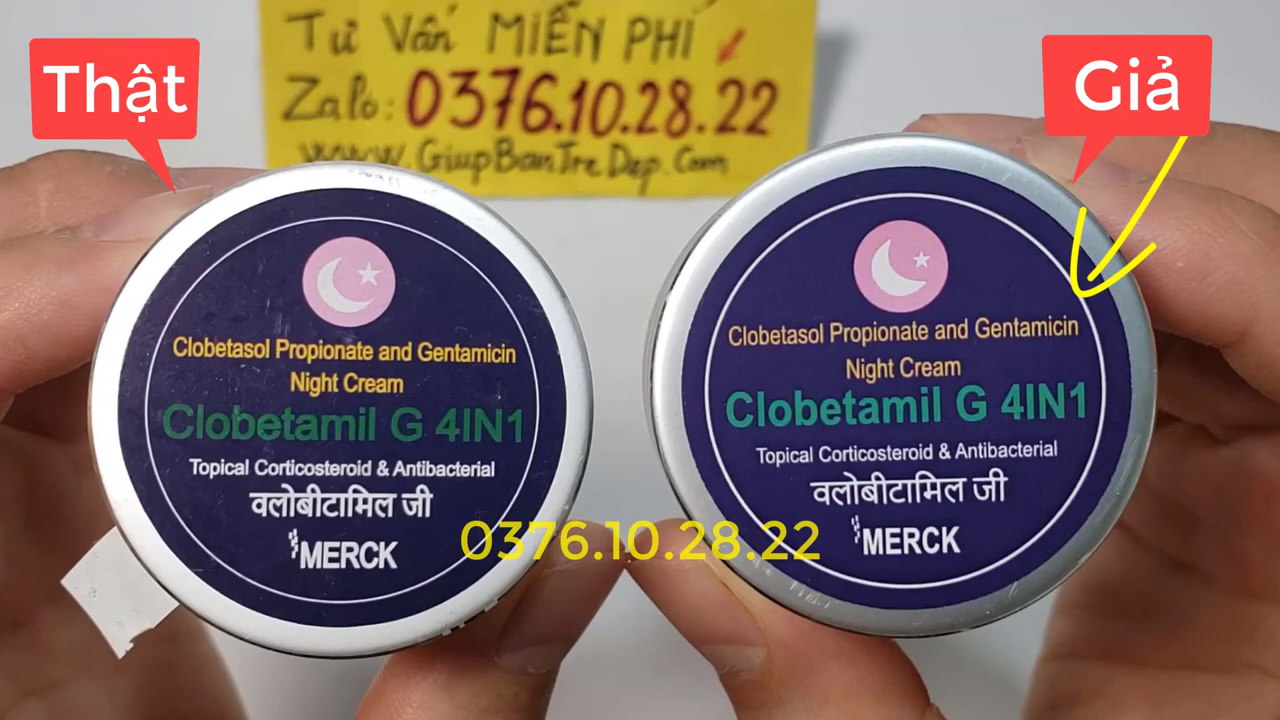 Tư Vấn MIỄN PHÍ
Zalo: 0376.10.28.22
www.GiupBanTreDep.Com
Thật
Giả
Clobetasol Propionate and Gentamicin
Night Cream
Clobetamil G 4IN1
Topical Corticosteroid & Antibacterial
क्लोबीटामिल जी
MERCK
Clobetasol Propionate and Gentamicin
Night Cream
Clobetamil G 4IN1
Topical Corticosteroid & Antibacterial
वलोबीटामिल जी
MERCK
0376.10.28.22